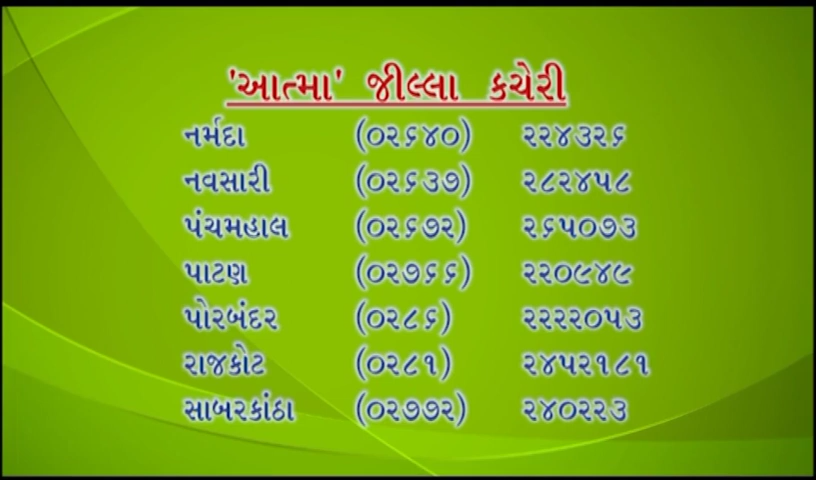 'આત્મા' જીલ્લા કચેરી
નર્મદા (૦૨૬૪૦) ૨૨૪૩૨૬
નવસારી (૦૨૬૩૭) ૨૮૨૪૫૮
પંચમહાલ (૦૨૬૭૨) ૨૬૫૦૭૩
પાટણ (૦૨૭૬૬) ૨૨૦૯૪૯
પોરબંદર (૦૨૮૬) ૨૨૨૨૦૫૩
રાજકોટ (૦૨૮૧) ૨૪૫૨૧૮૧
સાબરકાંઠા (૦૨૭૭૨) ૨૪૦૨૨૩